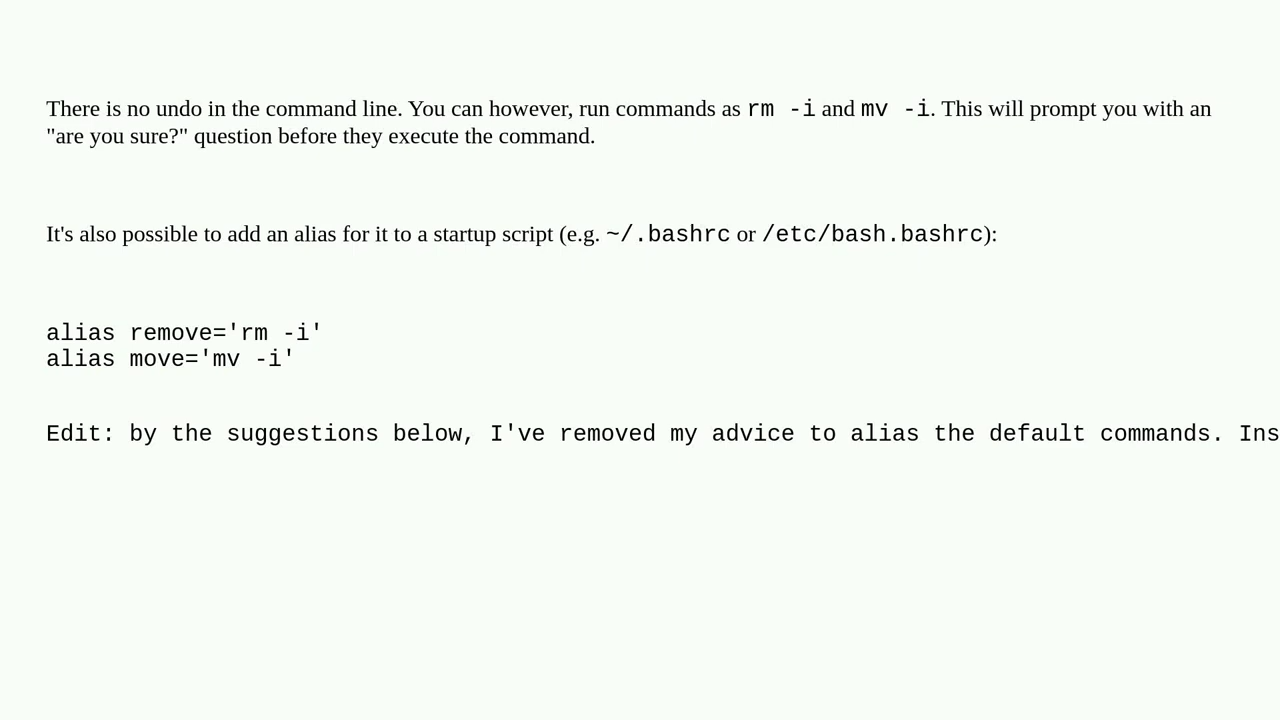 There is no undo in the command line. You can however, run commands as rm -i and mv -i. This will prompt you with an
"are you sure?" question before they execute the command.
It's also possible to add an alias for it to a startup script (e.g. ~/.bashrc or /etc/bash.bashrc):
alias remove='rm -i'
alias move='mv -i'
Edit: by the suggestions below, I've removed my advice to alias the default commands. Ins